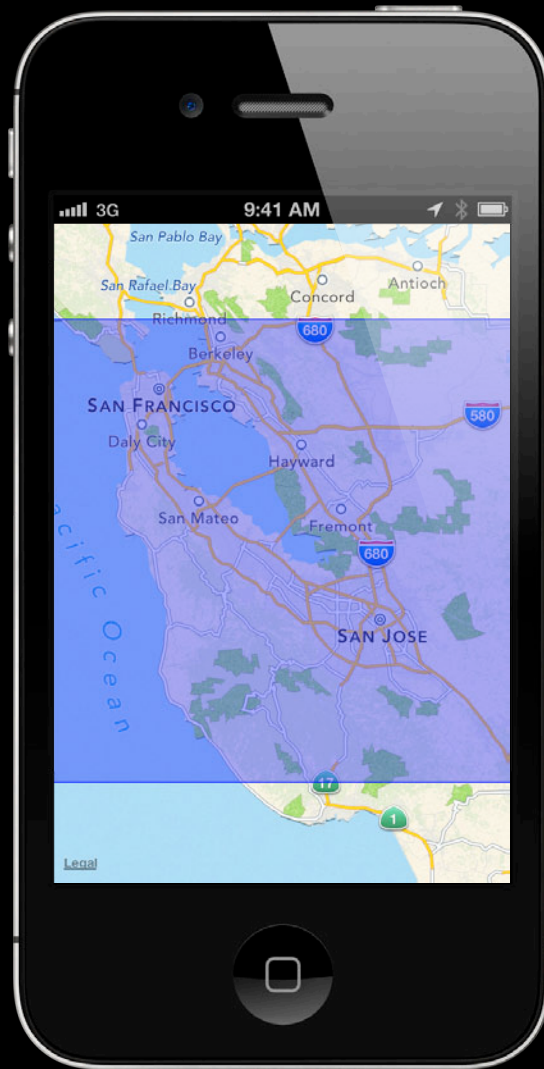 3G 9:41 AM
San Pablo Bay
San Rafael Bay
Antioch
Concord
Richmond
680
Berkeley
SAN FRANCISCO
580
Daly City
Hayward
San Mateo
Fremont
680
acific Ocean
SAN JOSE
17
1
Legal